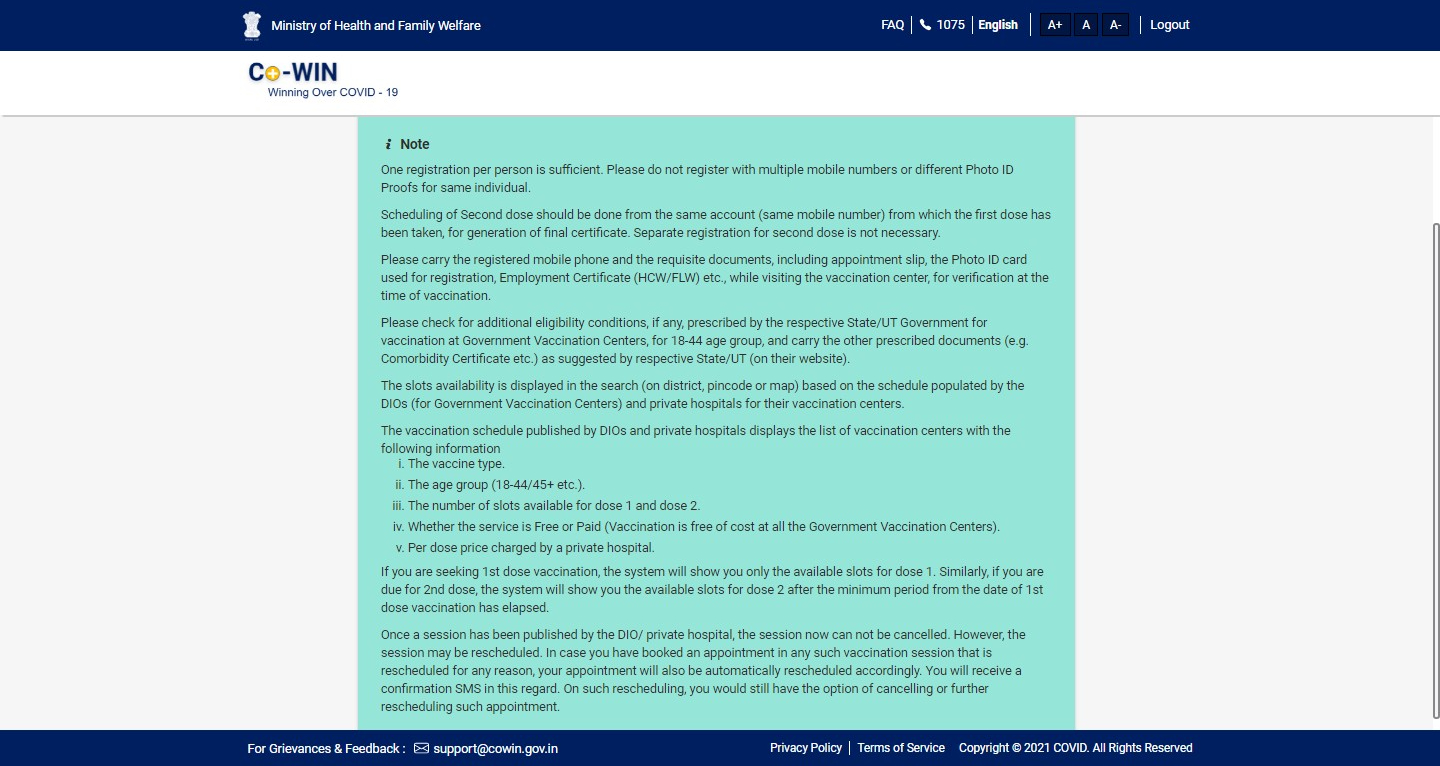 Ministry of Health and Family Welfare
FAQ 1075 English A+ A A- Logout
Co-WIN
Winning Over COVID - 19
i Note
One registration per person is sufficient. Please do not register with multiple mobile numbers or different Photo ID
Proofs for same individual.
Scheduling of Second dose should be done from the same account (same mobile number) from which the first dose has
been taken, for generation of final certificate. Separate registration for second dose is not necessary.
Please carry the registered mobile phone and the requisite documents, including appointment slip, the Photo ID card
used for registration, Employment Certificate (HCW/FLW) etc., while visiting the vaccination center, for verification at the
time of vaccination.
Please check for additional eligibility conditions, if any, prescribed by the respective State/UT Government for
vaccination at Government Vaccination Centers, for 18-44 age group, and carry the other prescribed documents (e.g.
Comorbidity Certificate etc.) as suggested by respective State/UT (on their website).
The slots availability is displayed in the search (on district, pincode or map) based on the schedule populated by the
DIOs (for Government Vaccination Centers) and private hospitals for their vaccination centers.
The vaccination schedule published by DIOs and private hospitals displays the list of vaccination centers with the
following information
i. The vaccine type.
ii. The age group (18-44/45+ etc.).
iii. The number of slots available for dose 1 and dose 2.
iv. Whether the service is Free or Paid (Vaccination is free of cost at all the Government Vaccination Centers).
v. Per dose price charged by a private hospital.
If you are seeking 1st dose vaccination, the system will show you only the available slots for dose 1. Similarly, if you are
due for 2nd dose, the system will show you the available slots for dose 2 after the minimum period from the date of 1st
dose vaccination has elapsed.
Once a session has been published by the DIO/ private hospital, the session now can not be cancelled. However, the
session may be rescheduled. In case you have booked an appointment in any such vaccination session that is
rescheduled for any reason, your appointment will also be automatically rescheduled accordingly. You will receive a
confirmation SMS in this regard. On such rescheduling, you would still have the option of cancelling or further
rescheduling such appointment.
For Grievances & Feedback : support@cowin.gov.in
Privacy Policy Terms of Service Copyright © 2021 COVID. All Rights Reserved